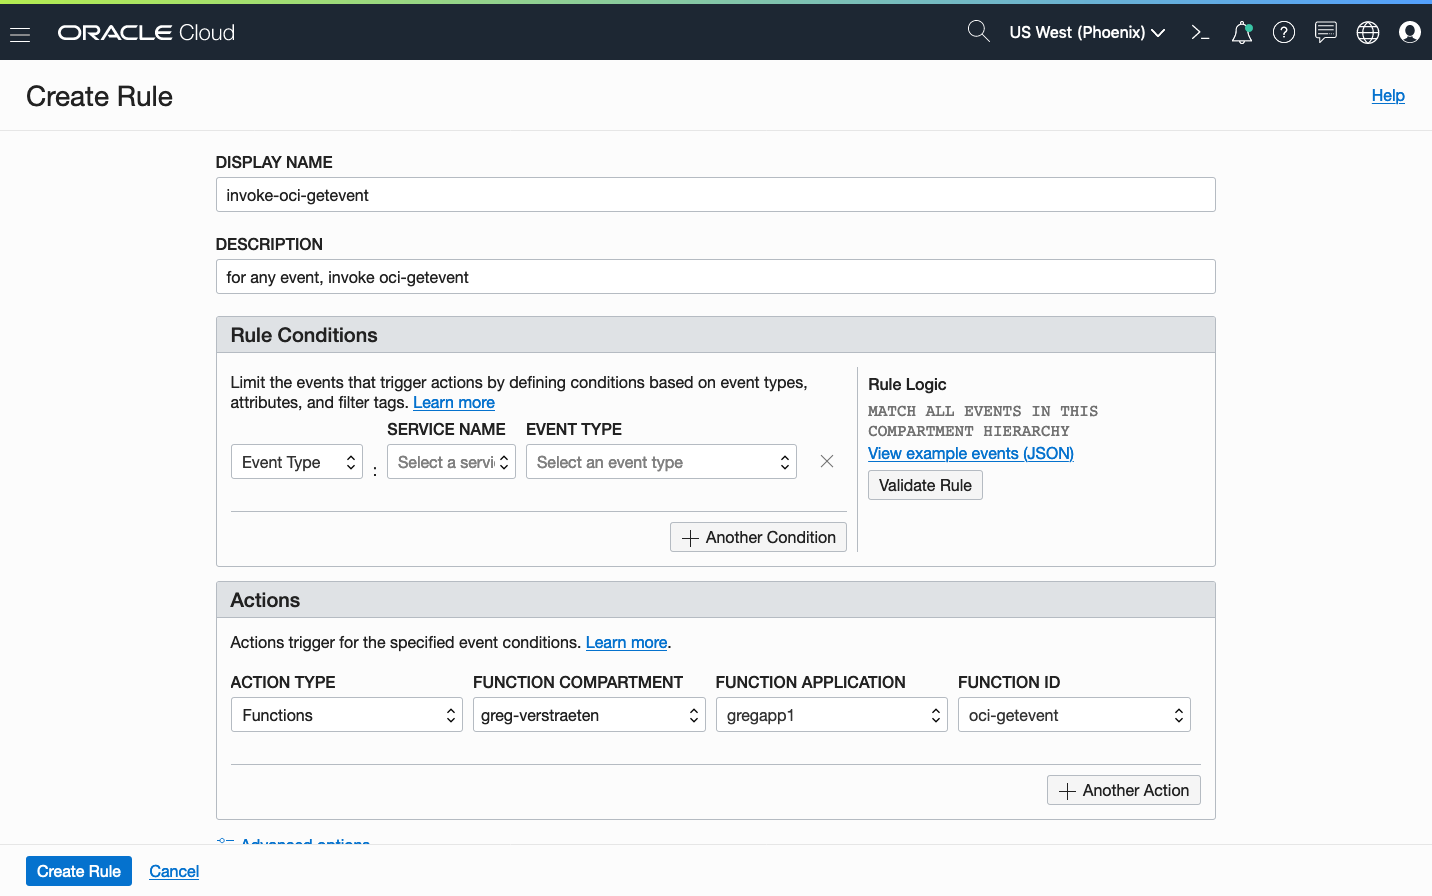 ORACLE Cloud
US West (Phoenix)
Create Rule
Help
DISPLAY NAME
invoke-oci-getevent
DESCRIPTION
for any event, invoke oci-getevent
Rule Conditions
Limit the events that trigger actions by defining conditions based on event types,
attributes, and filter tags. Learn more
SERVICE NAME EVENT TYPE
Event Type : Select a servi Select an event type
Another Condition
Rule Logic
MATCH ALL EVENTS IN THIS
COMPARTMENT HIERARCHY
View example events (JSON)
Validate Rule
Actions
Actions trigger for the specified event conditions. Learn more.
ACTION TYPE FUNCTION COMPARTMENT FUNCTION APPLICATION FUNCTION ID
Functions greg-verstraeten gregapp1 oci-getevent
Another Action
Advanced options
Create Rule Cancel